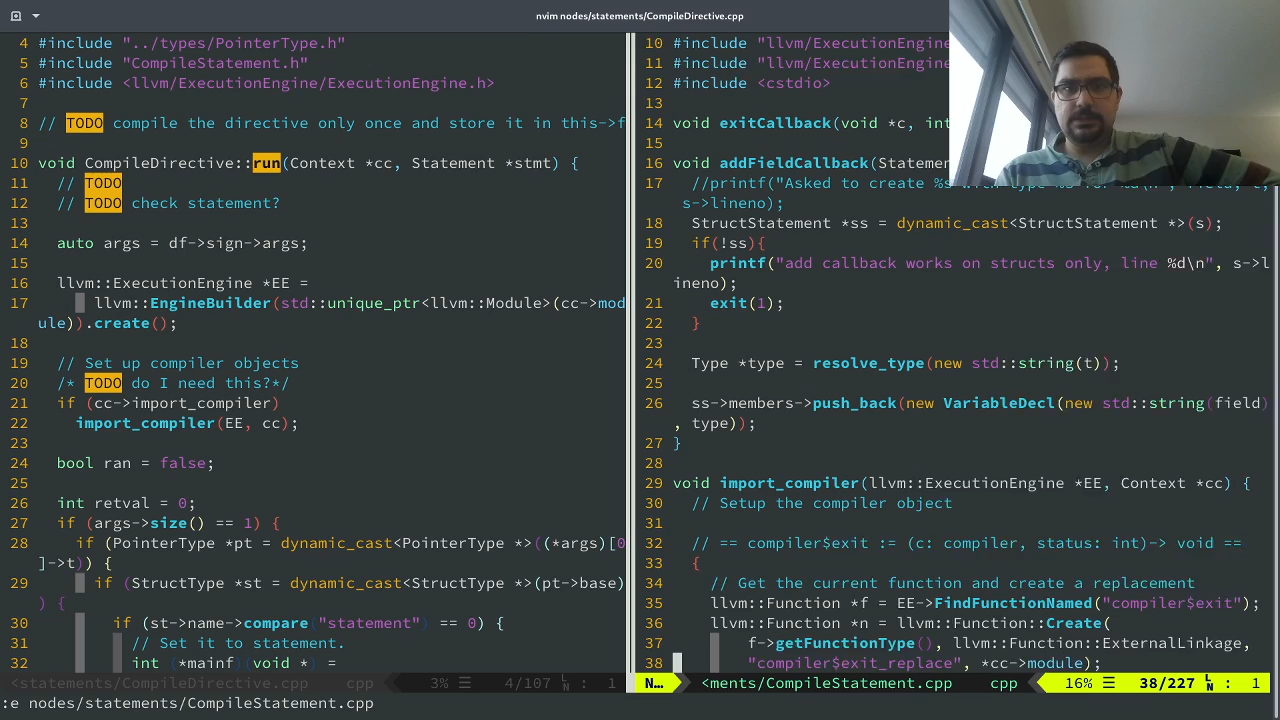 nvim nodes/statements/CompileDirective.cpp
4 #include "../types/PointerType.h"
5 #include "CompileStatement.h"
6 #include <llvm/ExecutionEngine/ExecutionEngine.h>
7
8 // TODO compile the directive only once and store it in this->f
9
10 void CompileDirective::run(Context *cc, Statement *stmt) {
11 // TODO
12 // TODO check statement?
13
14 auto args = df->sign->args;
15
16 llvm::ExecutionEngine *EE =
17 llvm::EngineBuilder(std::unique_ptr<llvm::Module>(cc->mod
ule)).create();
18
19 // Set up compiler objects
20 /* TODO do I need this?*/
21 if (cc->import_compiler)
22 import_compiler(EE, cc);
23
24 bool ran = false;
25
26 int retval = 0;
27 if (args->size() == 1) {
28 if (PointerType *pt = dynamic_cast<PointerType *>((*args)[0
]->t)) {
29 if (StructType *st = dynamic_cast<StructType *>(pt->base)
) {
30 if (st->name->compare("statement") == 0) {
31 // Set it to statement.
32 int (*mainf)(void *) =
<statements/CompileDirective.cpp cpp 3% ☰ 4/107 LN : 1
10 #include "llvm/ExecutionEngine
11 #include "llvm/ExecutionEngine
12 #include <cstdio>
13
14 void exitCallback(void *c, int
15
16 void addFieldCallback(Statem
17 //printf("Asked to create %s with type %s for %d\n", field, t,
s->lineno);
18 StructStatement *ss = dynamic_cast<StructStatement *>(s);
19 if(!ss){
20 printf("add callback works on structs only, line %d\n", s->l
ineno);
21 exit(1);
22 }
23
24 Type *type = resolve_type(new std::string(t));
25
26 ss->members->push_back(new VariableDecl(new std::string(field)
, type));
27 }
28
29 void import_compiler(llvm::ExecutionEngine *EE, Context *cc) {
30 // Setup the compiler object
31
32 // == compiler$exit := (c: compiler, status: int)-> void ==
33 {
34 // Get the current function and create a replacement
35 llvm::Function *f = EE->FindFunctionNamed("compiler$exit");
36 llvm::Function *n = llvm::Function::Create(
37 f->getFunctionType(), llvm::Function::ExternalLinkage,
38 "compiler$exit_replace", *cc->module);
N… <ments/CompileStatement.cpp cpp 16% ☰ 38/227 LN : 1
:e nodes/statements/CompileStatement.cpp